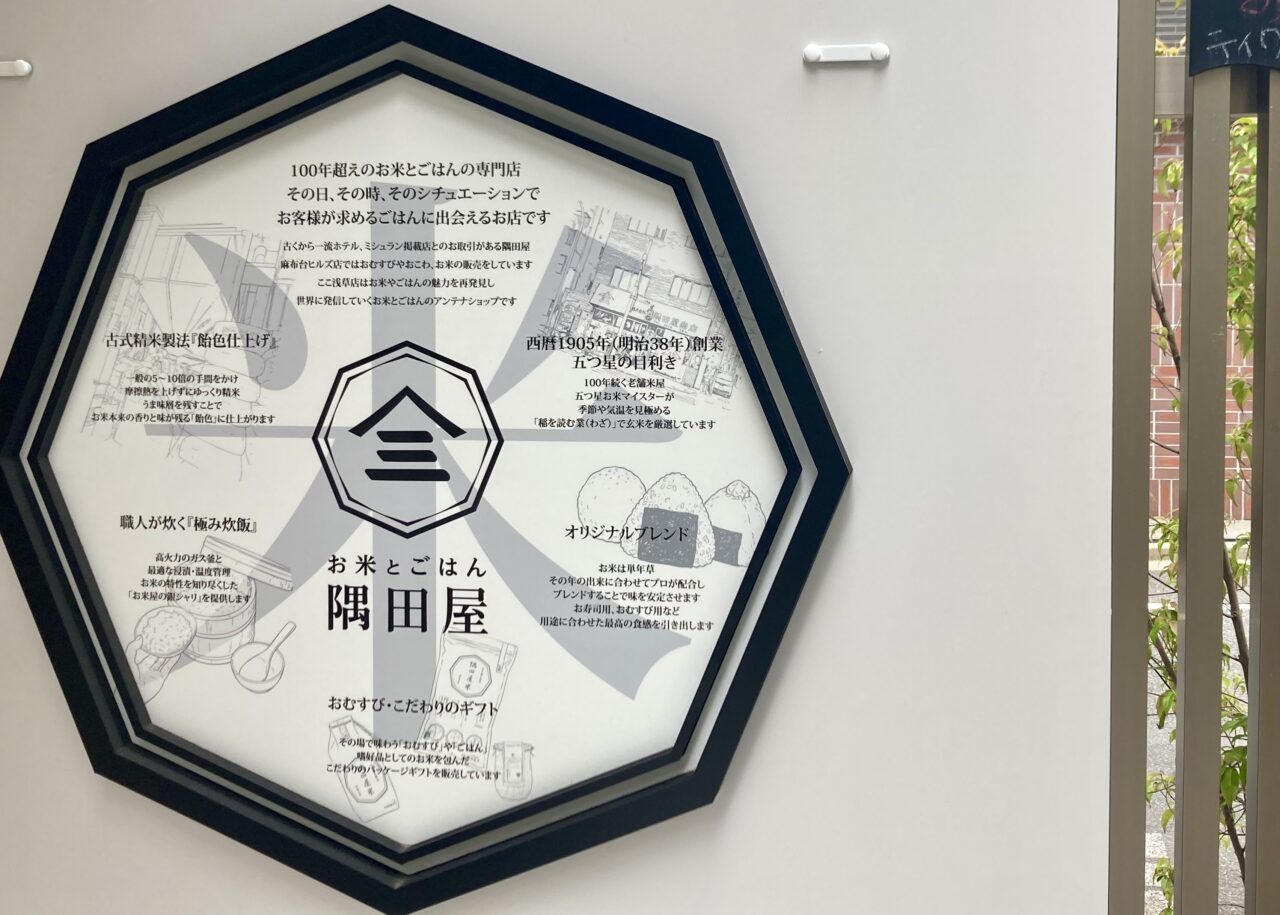 100年超えのお米とごはんの専門店
その日、その時、そのシチュエーションで
お客様が求めるごはんに出会えるお店です
古くから一流ホテル、ミシュラン掲載店とのお取引がある隅田屋
麻布台ヒルズ店ではおむすびやおこわ、お米の販売をしています
ここ浅草店はお米やごはんの魅力を再発見し
世界に発信していくお米とごはんのアンテナショップです
米
古式精米製法『飴色仕上げ』
一般の5〜10倍の手間をかけ
摩擦熱を上げずにゆっくり精米
うま味層を残すことで
お米本来の香りと味が残る「飴色」に仕上がります
西暦1905年(明治38年)創業
五つ星の目利き
100年続く老舗米屋
五つ星お米マイスターが
季節や気温を見極める
「稲を読む業(わざ)」で玄米を厳選しています
職人が炊く『極み炊飯』
高火力のガス釜と
最適な浸漬・温度管理
お米の特性を知り尽くした
「お米屋の銀シャリ」を提供します
オリジナルブレンド
お米は単年草
その年の出来に合わせてプロが配合し
ブレンドすることで味を安定させます
お寿司用、おむすび用など
用途に合わせた最高の食感を引き出します
お米とごはん
隅田屋
隅田屋米
おむすび・こだわりのギフト
その場で味わう「おむすび」や「ごはん」
嗜好品としてのお米を包んだ
こだわりのパッケージギフトを販売しています
テイク